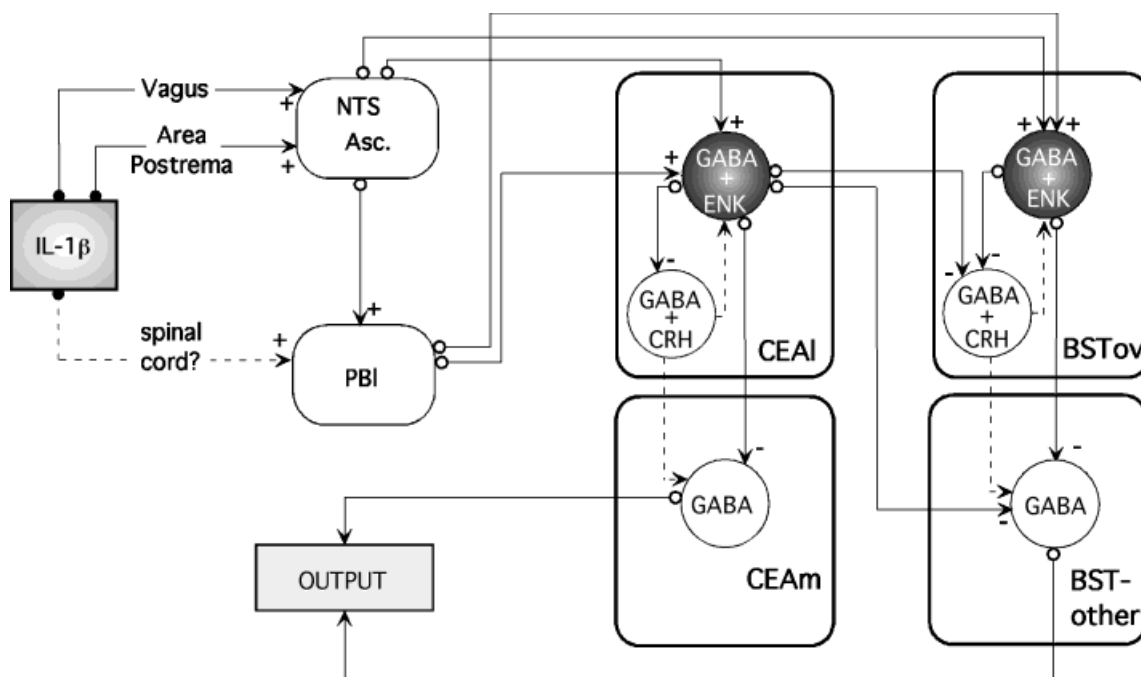 Vagus
+
Area
Postrema
+
NTS
Asc.
IL-1β
spinal
cord?
+
+
PBl
+
+
GABA
+
ENK
-
GABA
+
CRH
CEAl
+ +
GABA
+
ENK
-
-
GABA
+
CRH
BSTov
-
GABA
CEAm
-
-
GABA
BST-
other
OUTPUT